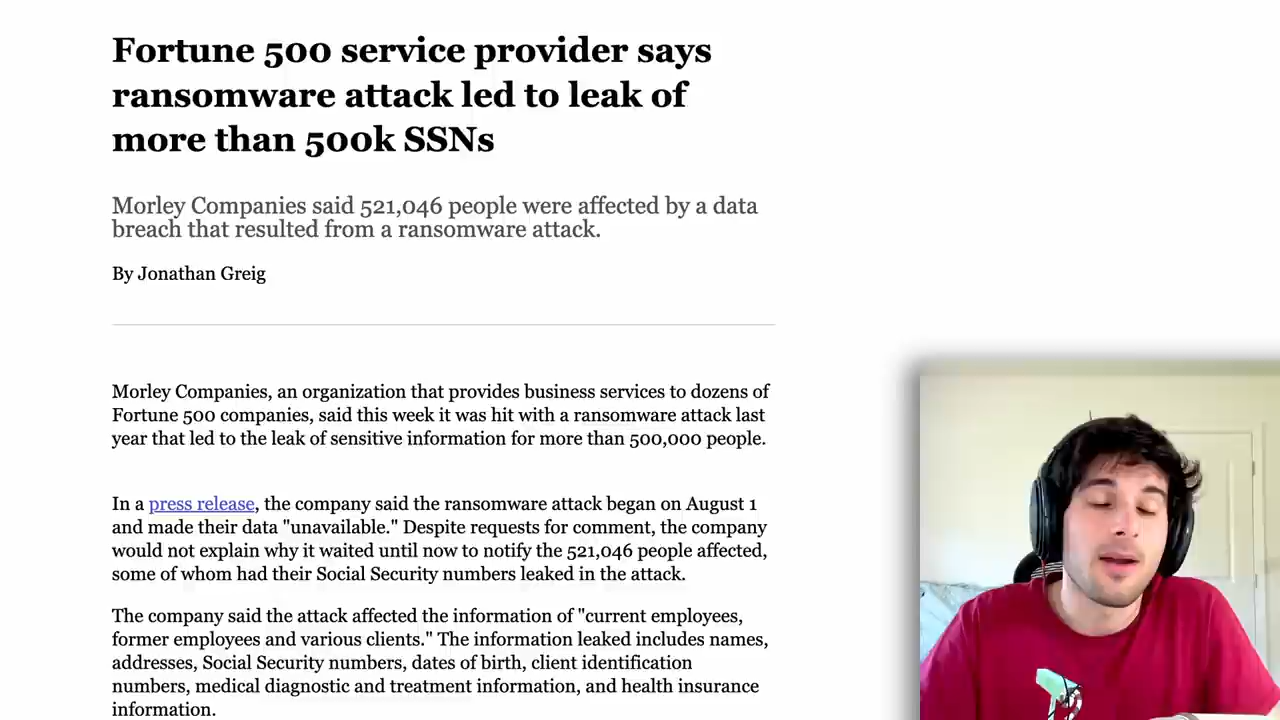 Fortune 500 service provider says
ransomware attack led to leak of
more than 500k SSNs
Morley Companies said 521,046 people were affected by a data
breach that resulted from a ransomware attack.
By Jonathan Greig
Morley Companies, an organization that provides business services to dozens of
Fortune 500 companies, said this week it was hit with a ransomware attack last
year that led to the leak of sensitive information for more than 500,000 people.
In a press release, the company said the ransomware attack began on August 1
and made their data "unavailable." Despite requests for comment, the company
would not explain why it waited until now to notify the 521,046 people affected,
some of whom had their Social Security numbers leaked in the attack.
The company said the attack affected the information of "current employees,
former employees and various clients." The information leaked includes names,
addresses, Social Security numbers, dates of birth, client identification
numbers, medical diagnostic and treatment information, and health insurance
information.